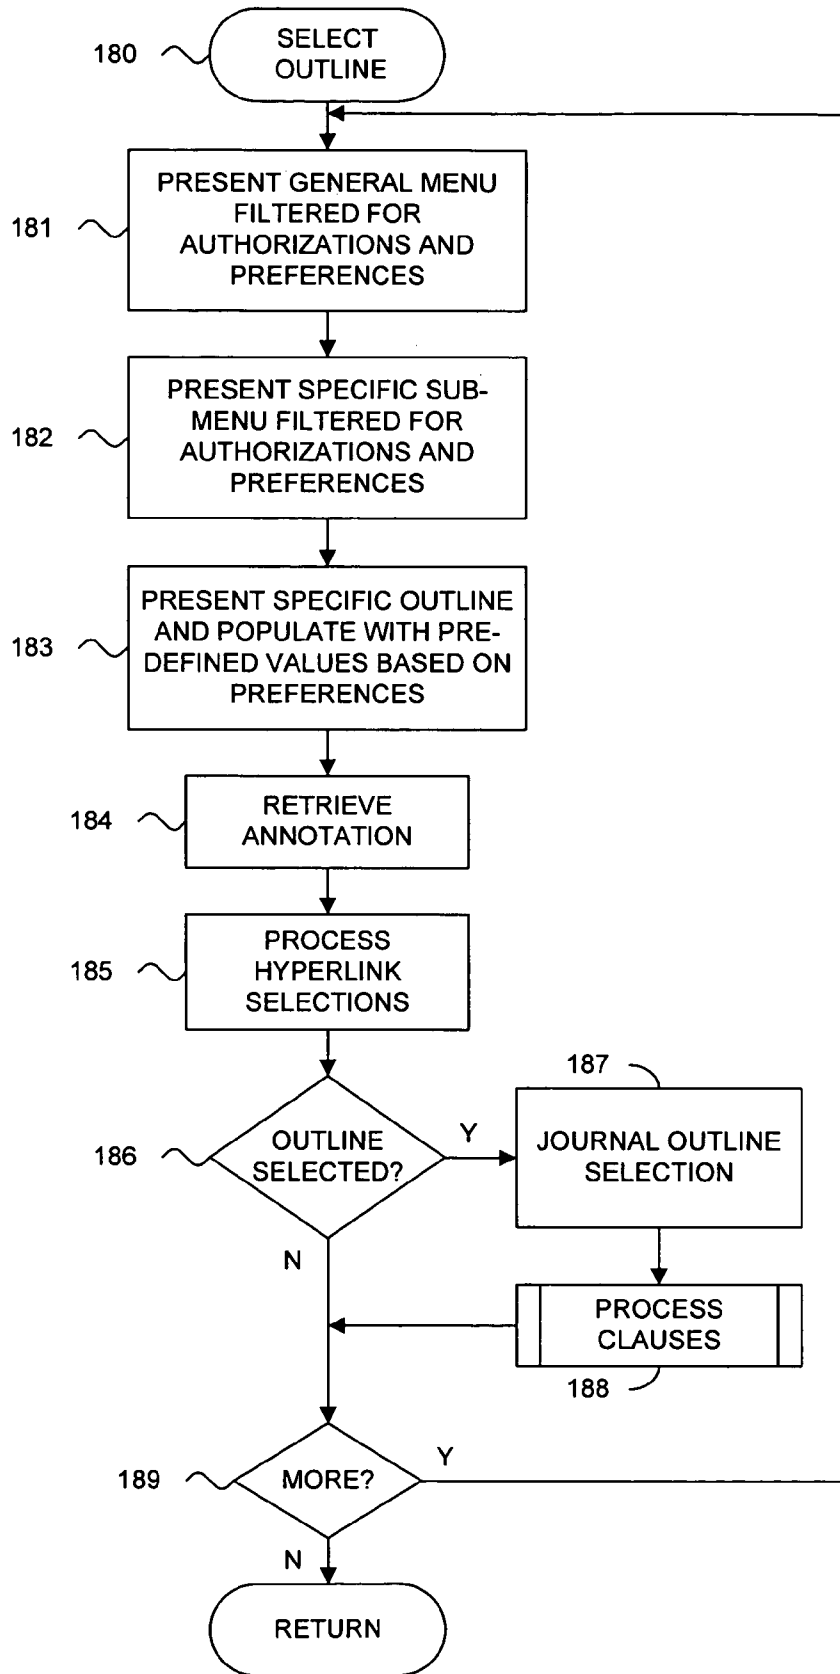 180
SELECT
OUTLINE
181
PRESENT GENERAL MENU
FILTERED FOR
AUTHORIZATIONS AND
PREFERENCES
182
PRESENT SPECIFIC SUB-
MENU FILTERED FOR
AUTHORIZATIONS AND
PREFERENCES
183
PRESENT SPECIFIC OUTLINE
AND POPULATE WITH PRE-
DEFINED VALUES BASED ON
PREFERENCES
184
RETRIEVE
ANNOTATION
185
PROCESS
HYPERLINK
SELECTIONS
186
OUTLINE
SELECTED?
Y
187
JOURNAL OUTLINE
SELECTION
N
PROCESS
CLAUSES
188
189
MORE?
Y
N
RETURN